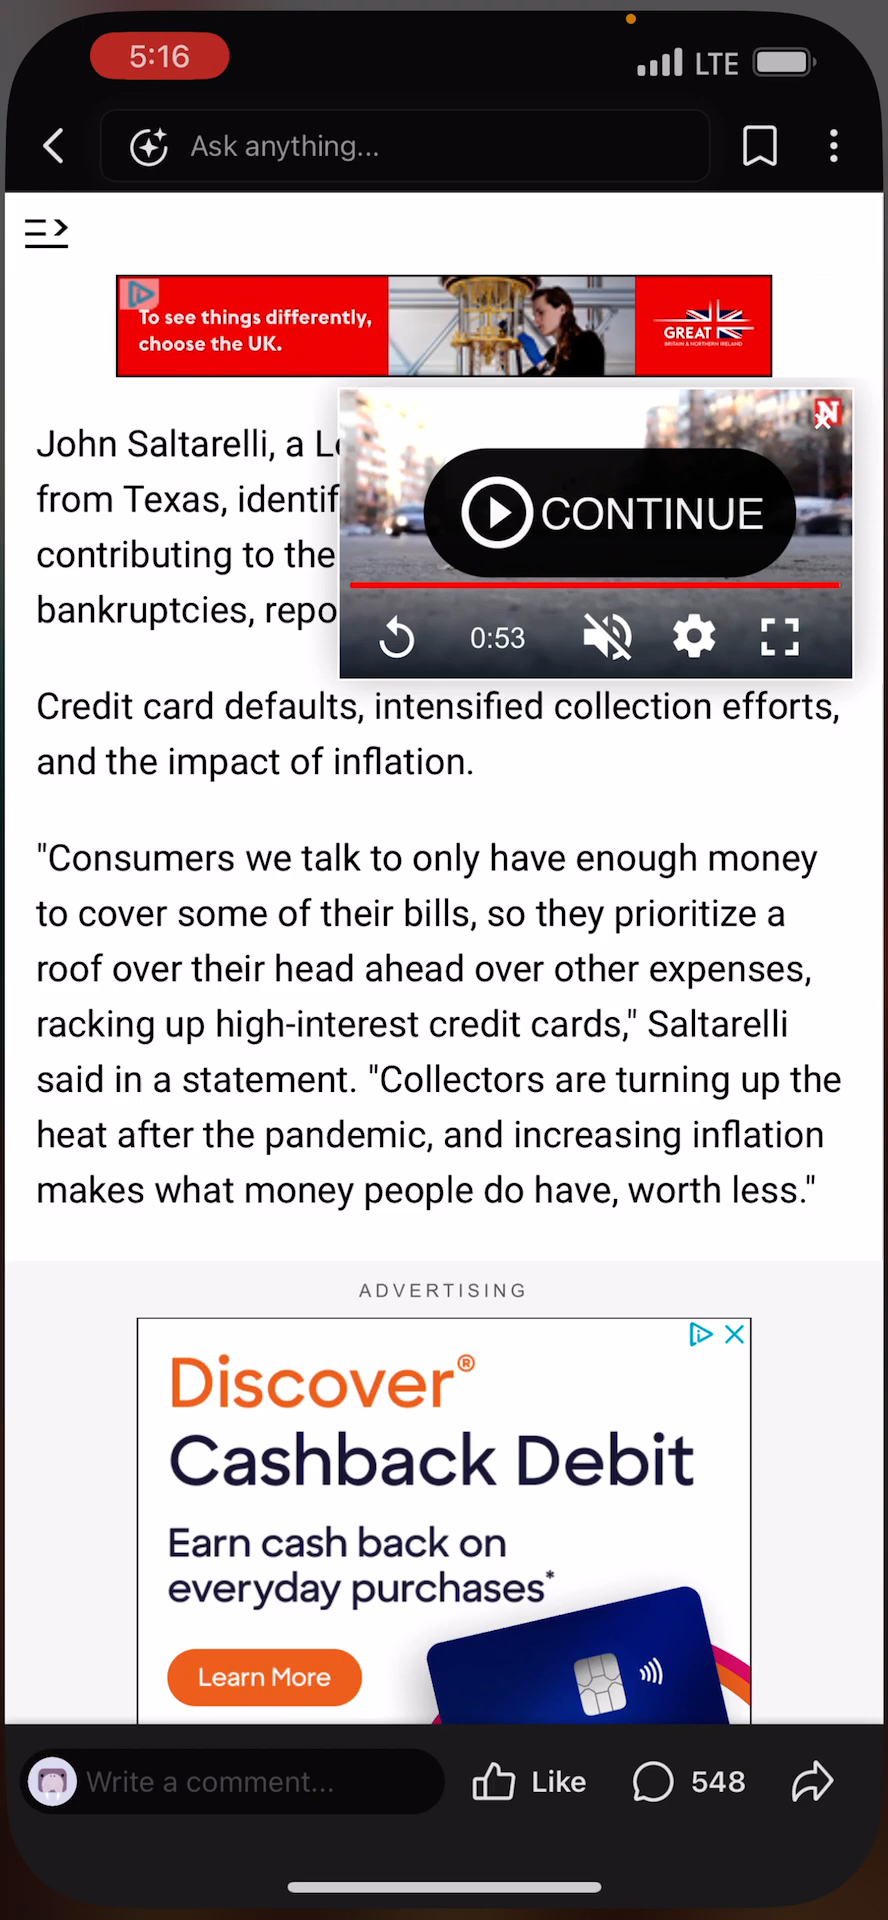 5:16
LTE
Ask anything...
To see things differently,
choose the UK.
GREAT
BRITAIN & NORTHERN IRELAND
John Saltarelli, a
from Texas, identif
contributing to the
bankruptcies, repo
N
CONTINUE
0:53
Credit card defaults, intensified collection efforts,
and the impact of inflation.
"Consumers we talk to only have enough money
to cover some of their bills, so they prioritize a
roof over their head ahead over other expenses,
racking up high-interest credit cards," Saltarelli
said in a statement. "Collectors are turning up the
heat after the pandemic, and increasing inflation
makes what money people do have, worth less."
ADVERTISING
Discover®
Cashback Debit
Earn cash back on
everyday purchases*
Learn More
Write a comment...
Like
548